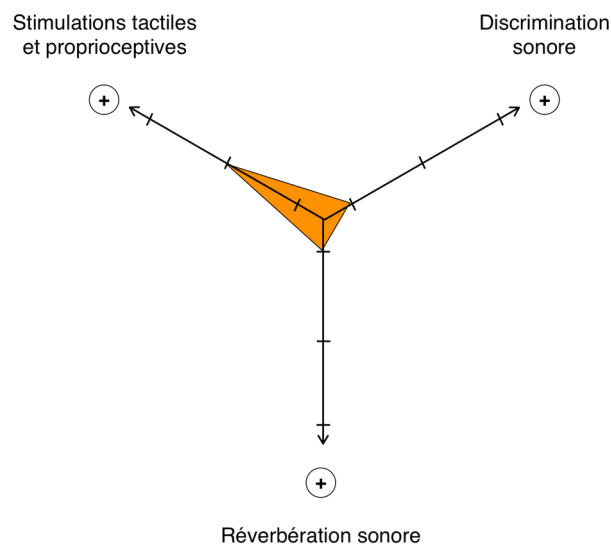 Stimulations tactiles
et proprioceptives
Discrimination
sonore
+
+
+
Réverbération sonore